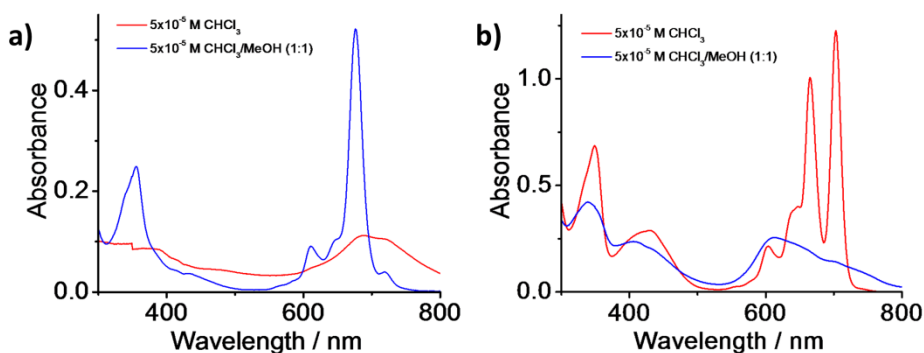 a)
5x10⁻⁵ M CHCl₃
5x10⁻⁵ M CHCl₃/MeOH (1:1)
Absorbance
0.4
0.2
0.0
400
600
800
Wavelength / nm
b)
5x10⁻⁵ M CHCl₃
5x10⁻⁵ M CHCl₃/MeOH (1:1)
Absorbance
1.0
0.5
0.0
400
600
800
Wavelength / nm